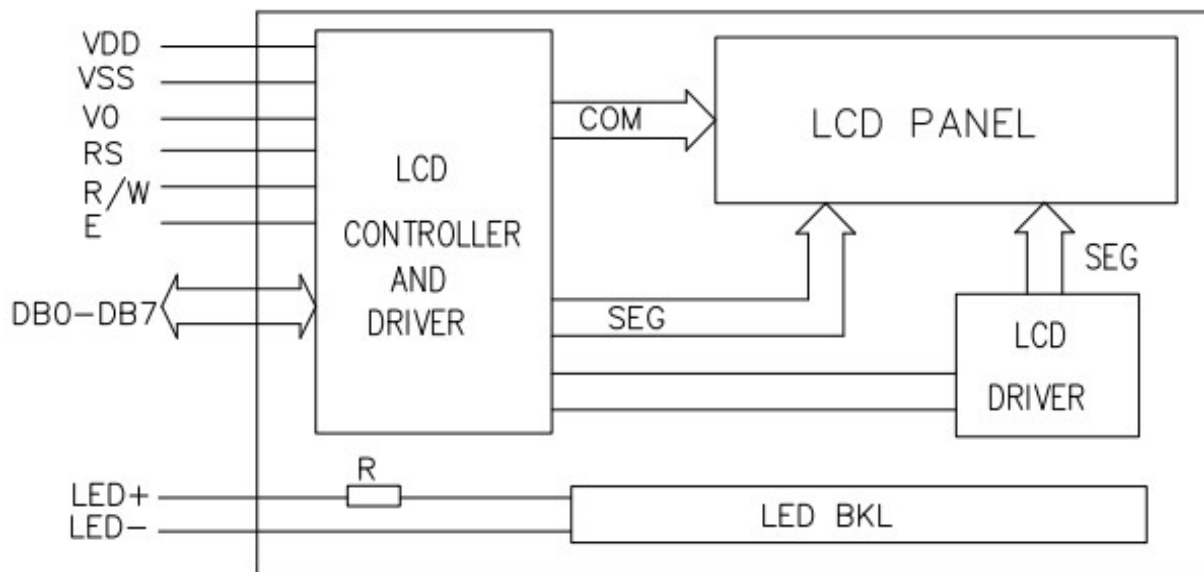 VDD
VSS
V0
RS
R/W
E
DB0-DB7
LCD
CONTROLLER
AND
DRIVER
COM
SEG
LCD PANEL
SEG
LCD
DRIVER
LED+
LED-
R
LED BKL